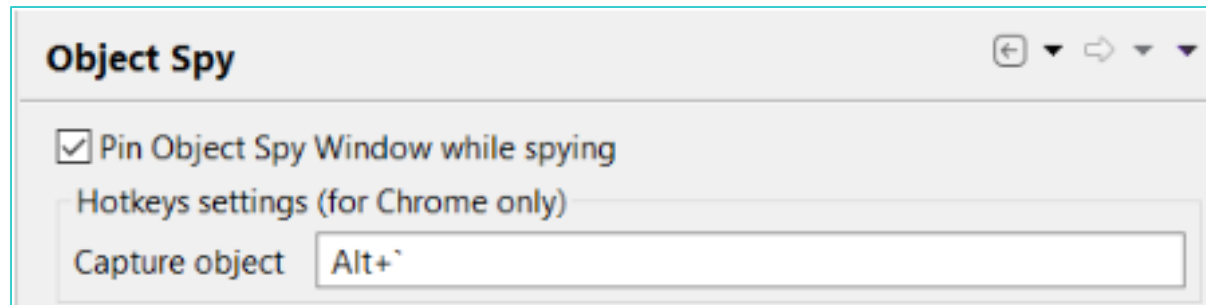 Object Spy
Pin Object Spy Window while spying
Hotkeys settings (for Chrome only)
Capture object Alt+`